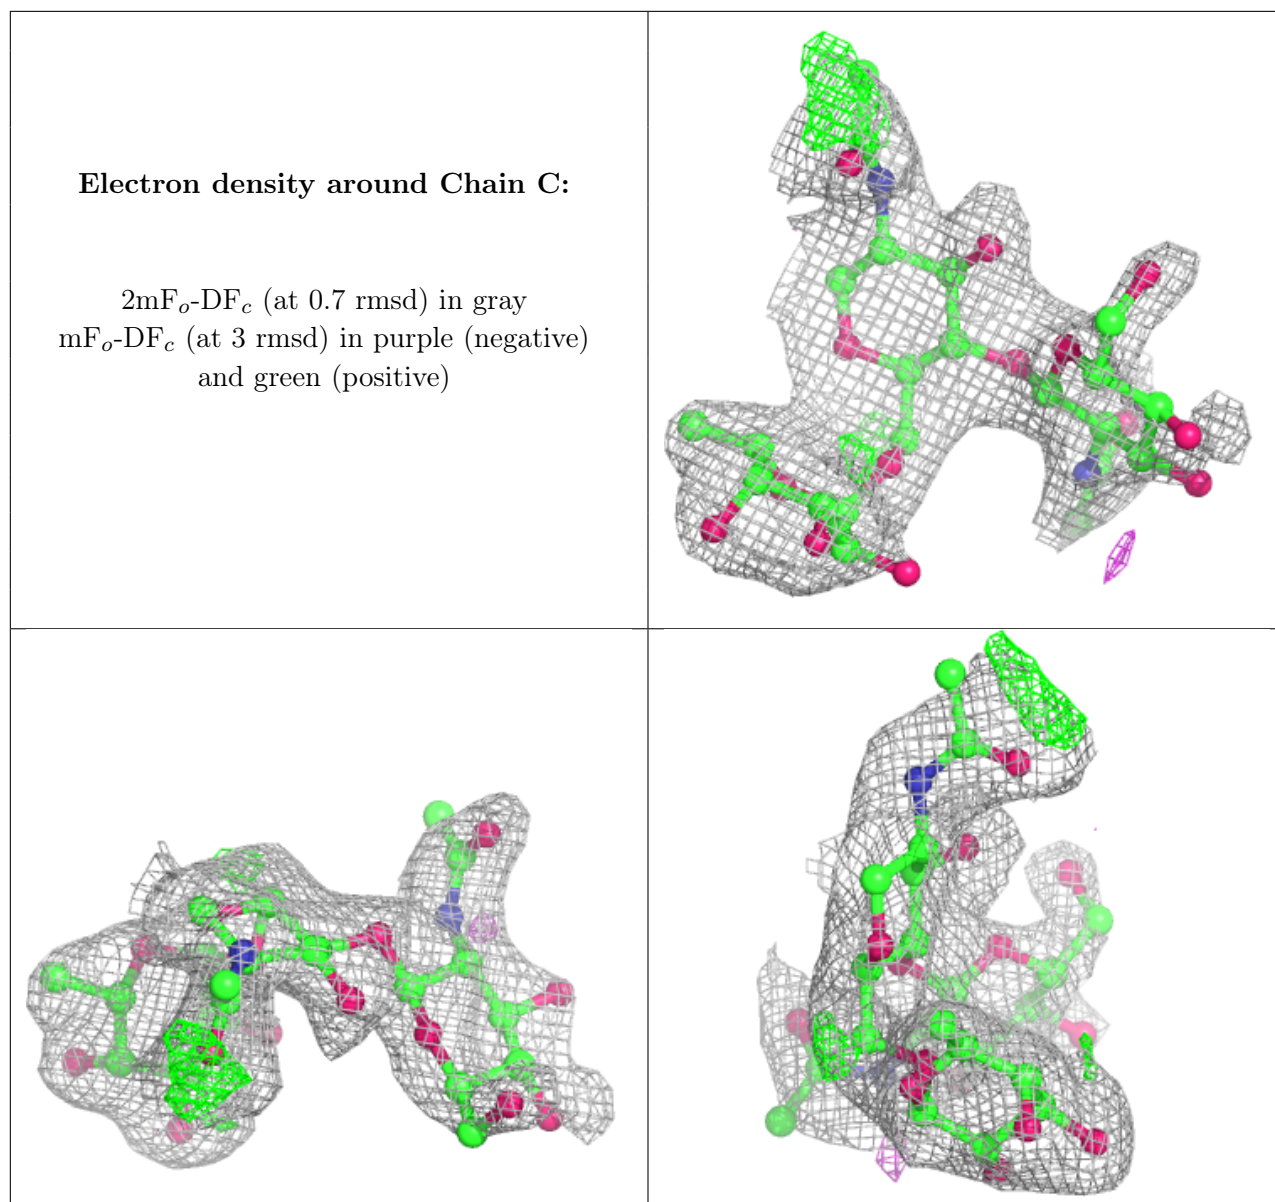 Electron density around Chain C:
2mFo-DFc (at 0.7 rmsd) in gray
mFo-DFc (at 3 rmsd) in purple (negative)
and green (positive)